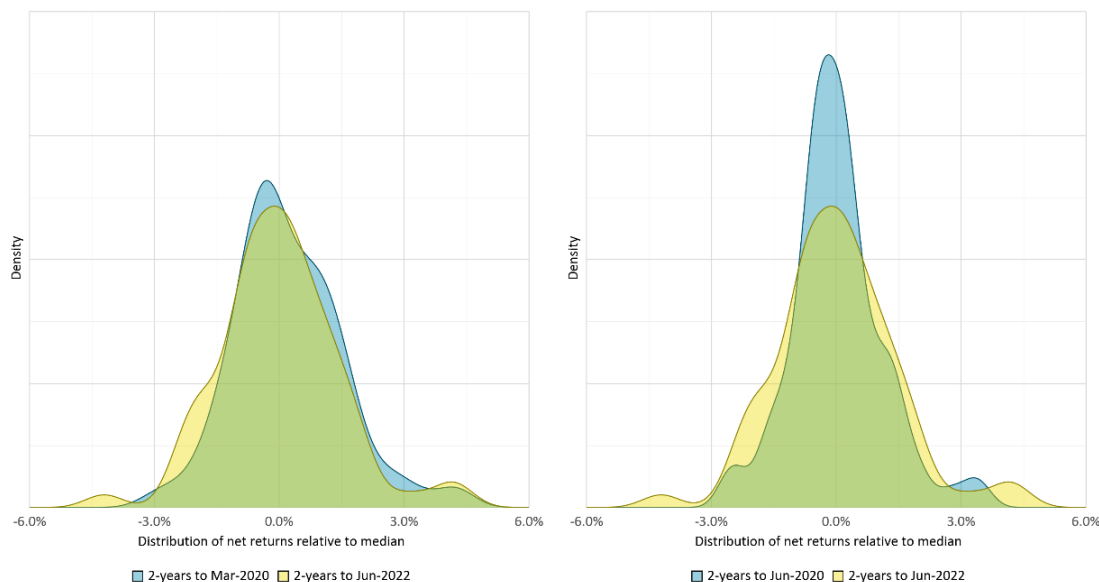 Density
-6.0% -3.0% 0.0% 3.0% 6.0%
Distribution of net returns relative to median
2-years to Mar-2020 2-years to Jun-2022
Density
-6.0% -3.0% 0.0% 3.0% 6.0%
Distribution of net returns relative to median
2-years to Jun-2020 2-years to Jun-2022